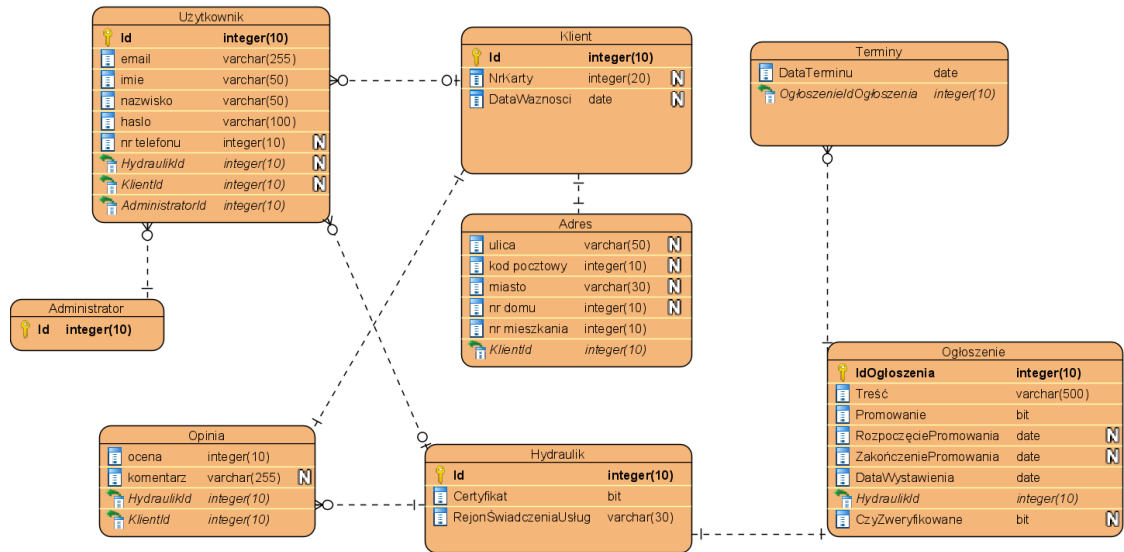 Użytkownik
Id integer(10)
email varchar(255)
imie varchar(50)
nazwisko varchar(50)
haslo varchar(100)
nr telefonu integer(10) N
HydraulikId integer(10) N
KlientId integer(10) N
AdministratorId integer(10)
Klient
Id integer(10)
NrKarty integer(20) N
DataWaznosci date N
Terminy
DataTerminu date
OgłoszenieIdOgłoszenia integer(10)
Adres
ulica varchar(50) N
kod pocztowy integer(10) N
miasto varchar(30) N
nr domu integer(10) N
nr mieszkania integer(10)
KlientId integer(10)
Administrator
Id integer(10)
Ogłoszenie
IdOgłoszenia integer(10)
Treść varchar(500)
Promowanie bit
RozpoczęciePromowania date N
ZakończeniePromowania date N
DataWystawienia date
HydraulikId integer(10)
CzyZweryfikowane bit N
Opinia
ocena integer(10)
komentarz varchar(255) N
HydraulikId integer(10)
KlientId integer(10)
Hydraulik
Id integer(10)
Certyfikat bit
RejonŚwiadczeniaUsług varchar(30)